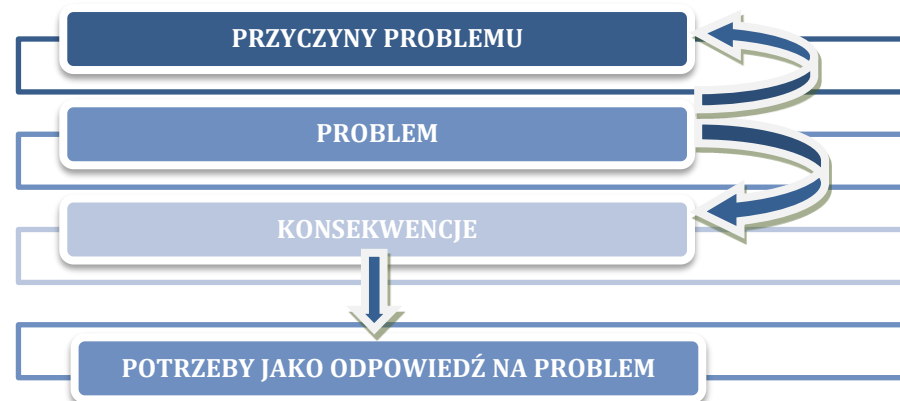 PRZYCZYNY PROBLEMU
PROBLEM
KONSEKWENCJE
POTRZEBY JAKO ODPOWIEDŹ NA PROBLEM